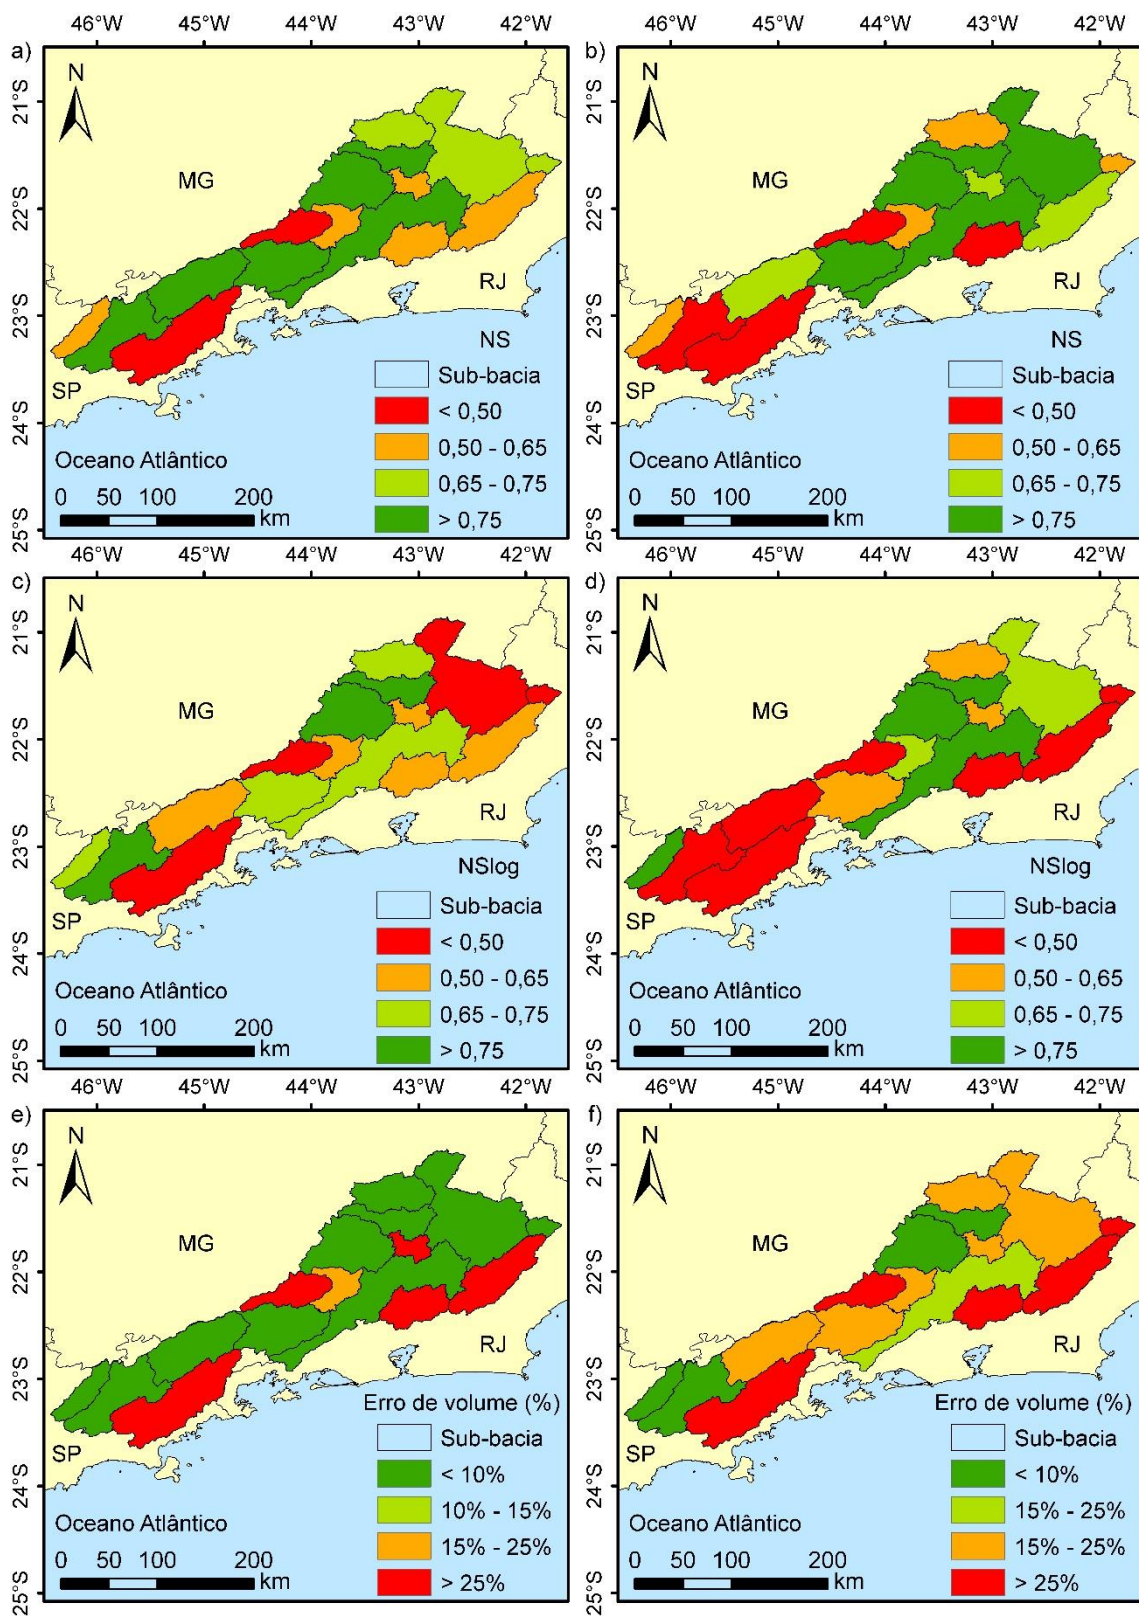 46°W 45°W 44°W 43°W 42°W 46°W 45°W 44°W 43°W 42°W
a)
N
21°S
22°S
23°S
24°S
25°S
MG
RJ
SP
NS
Sub-bacia
< 0,50
0,50 - 0,65
0,65 - 0,75
> 0,75
Oceano Atlântico
0 50 100 200
km
b)
N
21°S
22°S
23°S
24°S
25°S
MG
RJ
SP
NS
Sub-bacia
< 0,50
0,50 - 0,65
0,65 - 0,75
> 0,75
Oceano Atlântico
0 50 100 200
km
46°W 45°W 44°W 43°W 42°W 46°W 45°W 44°W 43°W 42°W
c)
N
21°S
22°S
23°S
24°S
25°S
MG
RJ
SP
NSlog
Sub-bacia
< 0,50
0,50 - 0,65
0,65 - 0,75
> 0,75
Oceano Atlântico
0 50 100 200
km
d)
N
21°S
22°S
23°S
24°S
25°S
MG
RJ
SP
NSlog
Sub-bacia
< 0,50
0,50 - 0,65
0,65 - 0,75
> 0,75
Oceano Atlântico
0 50 100 200
km
46°W 45°W 44°W 43°W 42°W 46°W 45°W 44°W 43°W 42°W
e)
N
21°S
22°S
23°S
24°S
25°S
MG
RJ
SP
Erro de volume (%)
Sub-bacia
< 10%
10% - 15%
15% - 25%
> 25%
Oceano Atlântico
0 50 100 200
km
f)
N
21°S
22°S
23°S
24°S
25°S
MG
RJ
SP
Erro de volume (%)
Sub-bacia
< 10%
15% - 25%
15% - 25%
> 25%
Oceano Atlântico
0 50 100 200
km